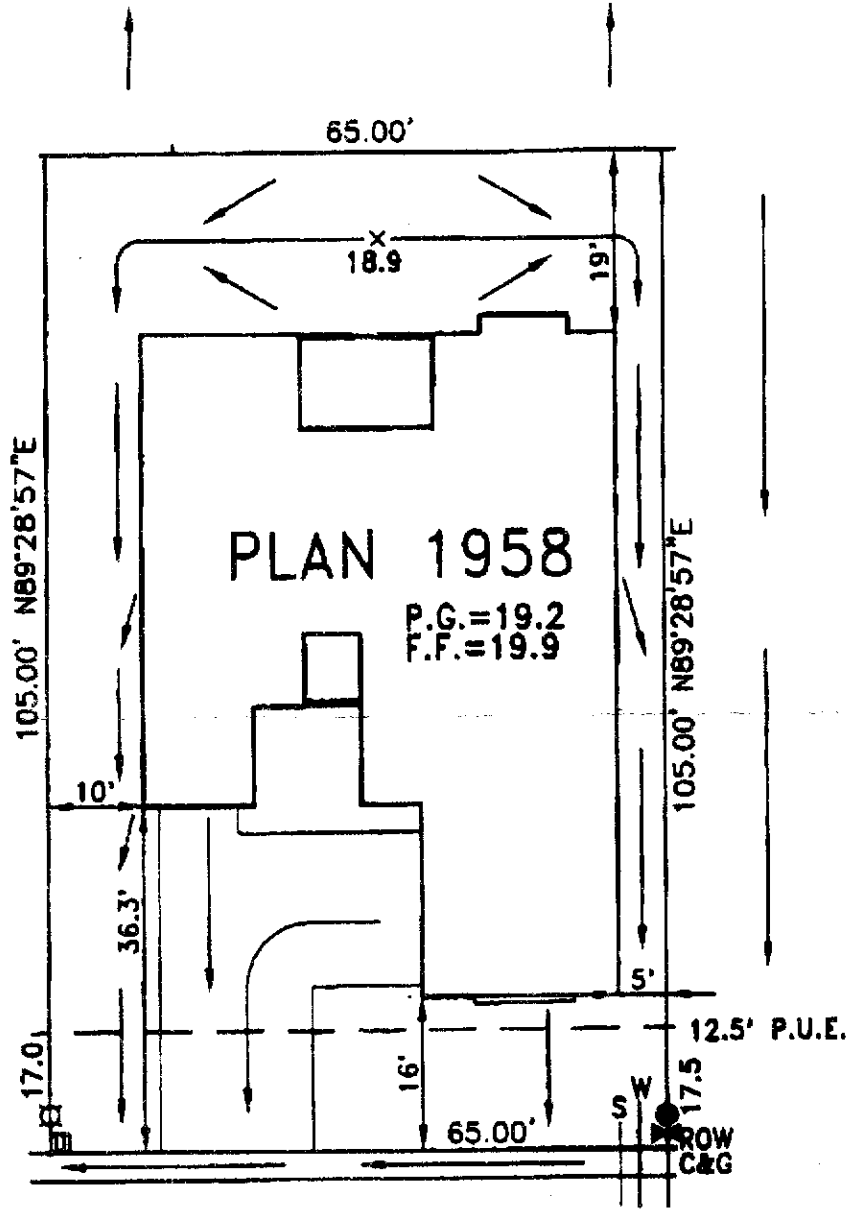 65.00'
18.9
19'
105.00' N89°28'57"E
PLAN 1958
P.G.=19.2
F.F.=19.9
105.00' N89°28'57"E
10'
36.3'
5'
12.5' P.U.E.
17.0
16'
17.5
W
S
65.00'
ROW
C&G